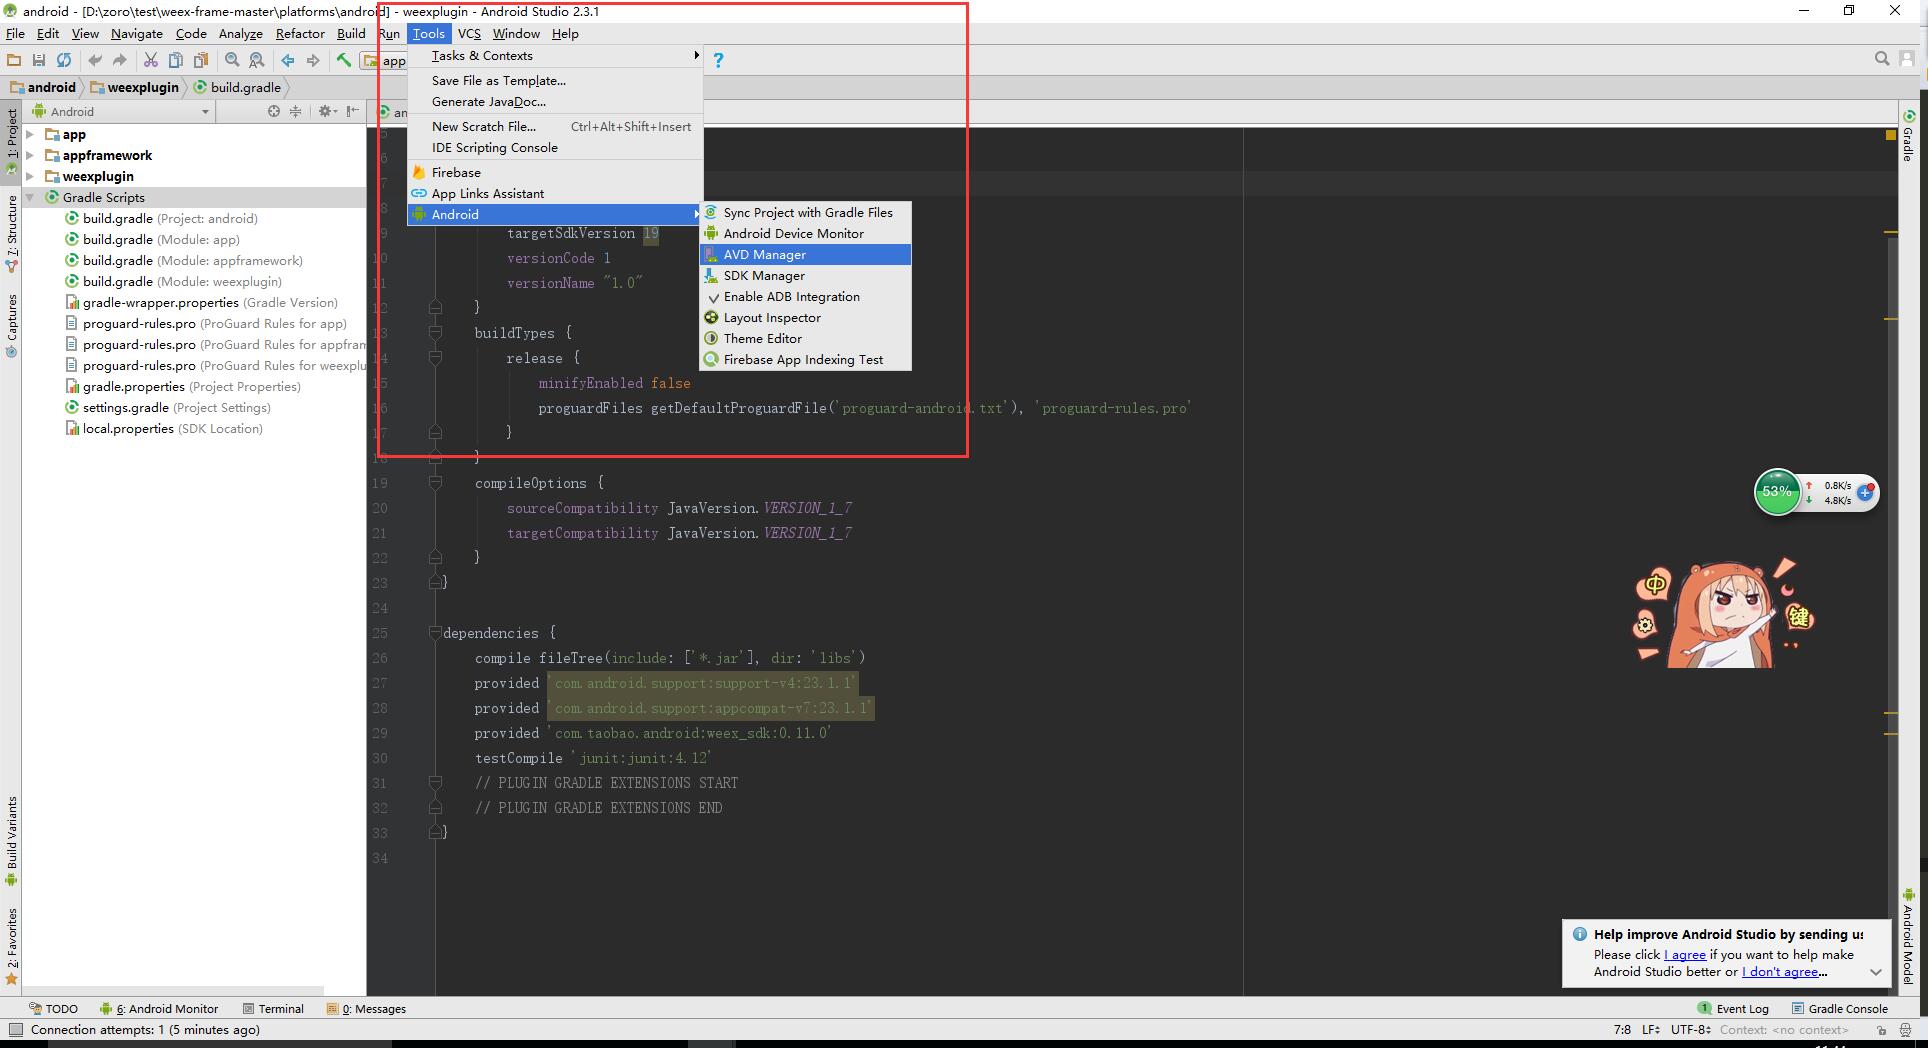 android - [D:\zoro\test\weex-frame-master\platforms\android] - weexplugin - Android Studio 2.3.1
File Edit View Navigate Code Analyze Refactor Build Run Tools VCS Window Help
app
android weexplugin build.gradle
Android
Tasks & Contexts
Save File as Template...
Generate JavaDoc...
New Scratch File... Ctrl+Alt+Shift+Insert
IDE Scripting Console
Firebase
App Links Assistant
Android
Sync Project with Gradle Files
Android Device Monitor
AVD Manager
SDK Manager
Enable ADB Integration
Layout Inspector
Theme Editor
Firebase App Indexing Test
1: Project
7: Structure
Captures
Build Variants
2: Favorites
app
appframework
weexplugin
Gradle Scripts
build.gradle (Project: android)
build.gradle (Module: app)
build.gradle (Module: appframework)
build.gradle (Module: weexplugin)
gradle-wrapper.properties (Gradle Version)
proguard-rules.pro (ProGuard Rules for app)
proguard-rules.pro (ProGuard Rules for appfram
proguard-rules.pro (ProGuard Rules for weexplu
gradle.properties (Project Properties)
settings.gradle (Project Settings)
local.properties (SDK Location)
an
5
6
7
8
9 targetSdkVersion 19
10 versionCode 1
11 versionName "1.0"
12 }
13 buildTypes {
14 release {
15 minifyEnabled false
16 proguardFiles getDefaultProguardFile('proguard-android.txt'), 'proguard-rules.pro'
17 }
18 }
19 compileOptions {
20 sourceCompatibility JavaVersion.VERSION_1_7
21 targetCompatibility JavaVersion.VERSION_1_7
22 }
23 }
24
25 dependencies {
26 compile fileTree(include: ['*.jar'], dir: 'libs')
27 provided 'com.android.support:support-v4:23.1.1'
28 provided 'com.android.support:appcompat-v7:23.1.1'
29 provided 'com.taobao.android:weex_sdk:0.11.0'
30 testCompile 'junit:junit:4.12'
31 // PLUGIN GRADLE EXTENSIONS START
32 // PLUGIN GRADLE EXTENSIONS END
33 }
34
Gradle
Android Model
53% 0.8K/s
4.8K/s
中
键
Help improve Android Studio by sending us
Please click I agree if you want to help make
Android Studio better or I don't agree...
TODO 6: Android Monitor Terminal 0: Messages 1 Event Log Gradle Console
Connection attempts: 1 (5 minutes ago) 7:8 LF UTF-8 Context: <no context>